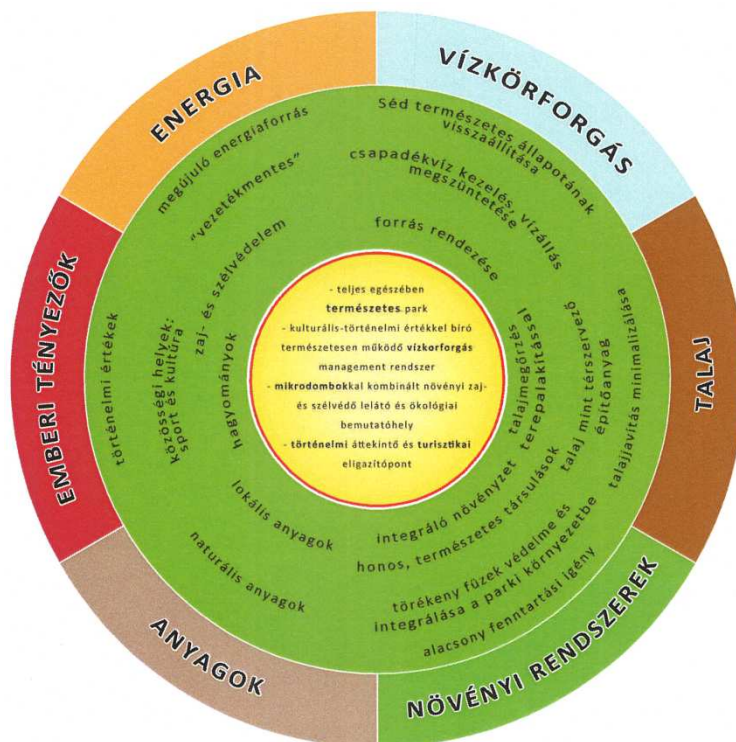 ENERGIA
megújuló energiaforrás
"vezetékmentes"
zaj- és szélvédelem
VÍZKÖRFORGÁS
Séd természetes állapotának
visszaállítása
csapadékvíz kezelés, vízállás
megszüntetése
forrás rendezése
TALAJ
talajmegőrzés
terepalakítással
talaj mint térszervező
építőanyag
talajjavítás minimalizálása
NÖVÉNYI RENDSZEREK
integráló növényzet
honos, természetes társulások
törékeny füzek védelme és
integrálása a parki környezetbe
alacsony fenntartási igény
ANYAGOK
lokális anyagok
naturális anyagok
EMBERI TÉNYEZŐK
történelmi értékek
közösségi helyek:
sport és kultúra
hagyományok
- teljes egészében
természetes park
- kulturális-történelmi értékkel bíró
természetesen működő vízkorforgás
management rendszer
- mikrodombokkal kombinált növényi zaj-
és szélvédő lelátó és ökológiai
bemutatóhely
- történelmi áttekintő és turisztikai
eligazítópont